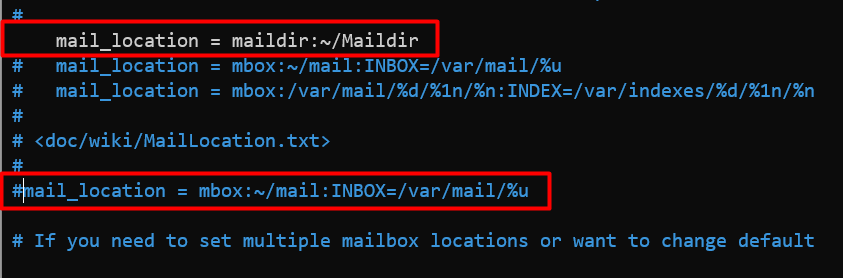 #
mail_location = maildir:~/Maildir
# mail_location = mbox:~/mail:INBOX=/var/mail/%u
# mail_location = mbox:/var/mail/%d/%1n/%n:INDEX=/var/indexes/%d/%1n/%n
#
# <doc/wiki/MailLocation.txt>
#
#mail_location = mbox:~/mail:INBOX=/var/mail/%u
# If you need to set multiple mailbox locations or want to change default